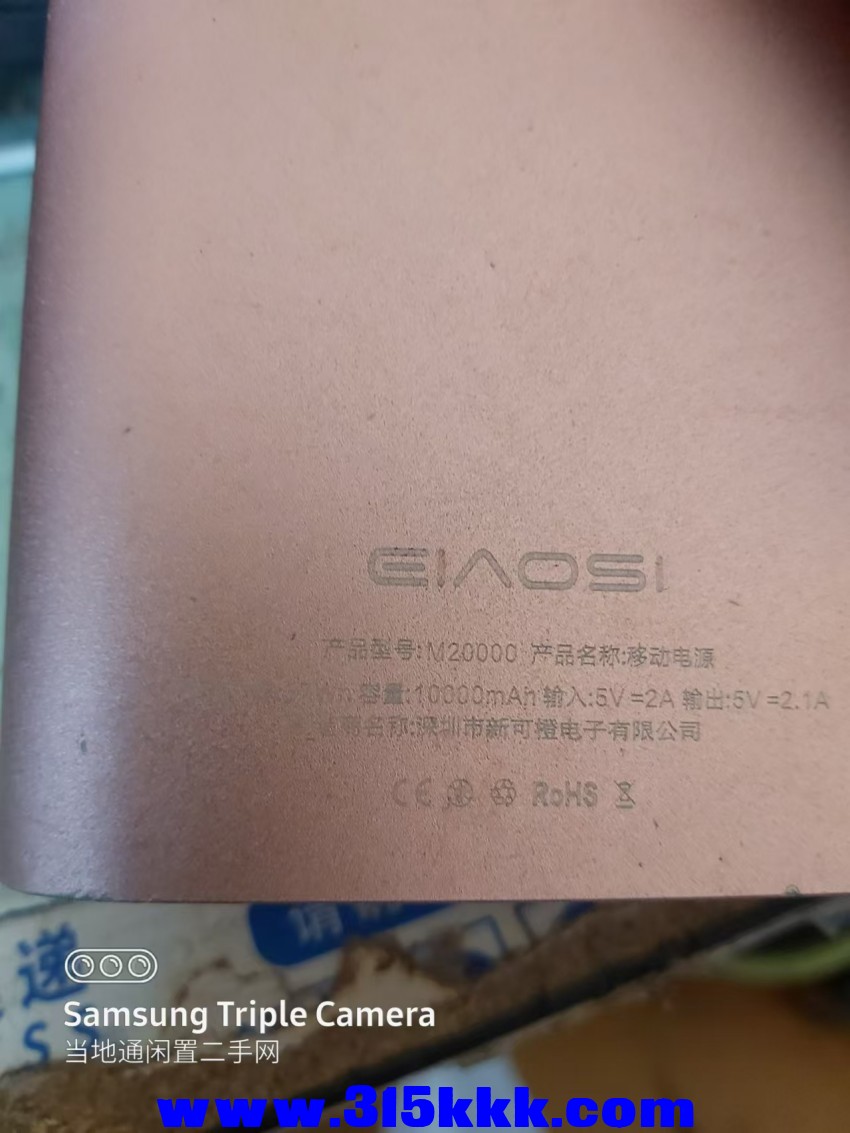 EIAOSI
产品型号:M20000 产品名称:移动电源
容量:10000mAh 输入:5V=2A 输出:5V=2.1A
名称:深圳市新可橙电子有限公司
CE RoHS
递
Samsung Triple Camera
当地通闲置二手网
www.315kkk.com